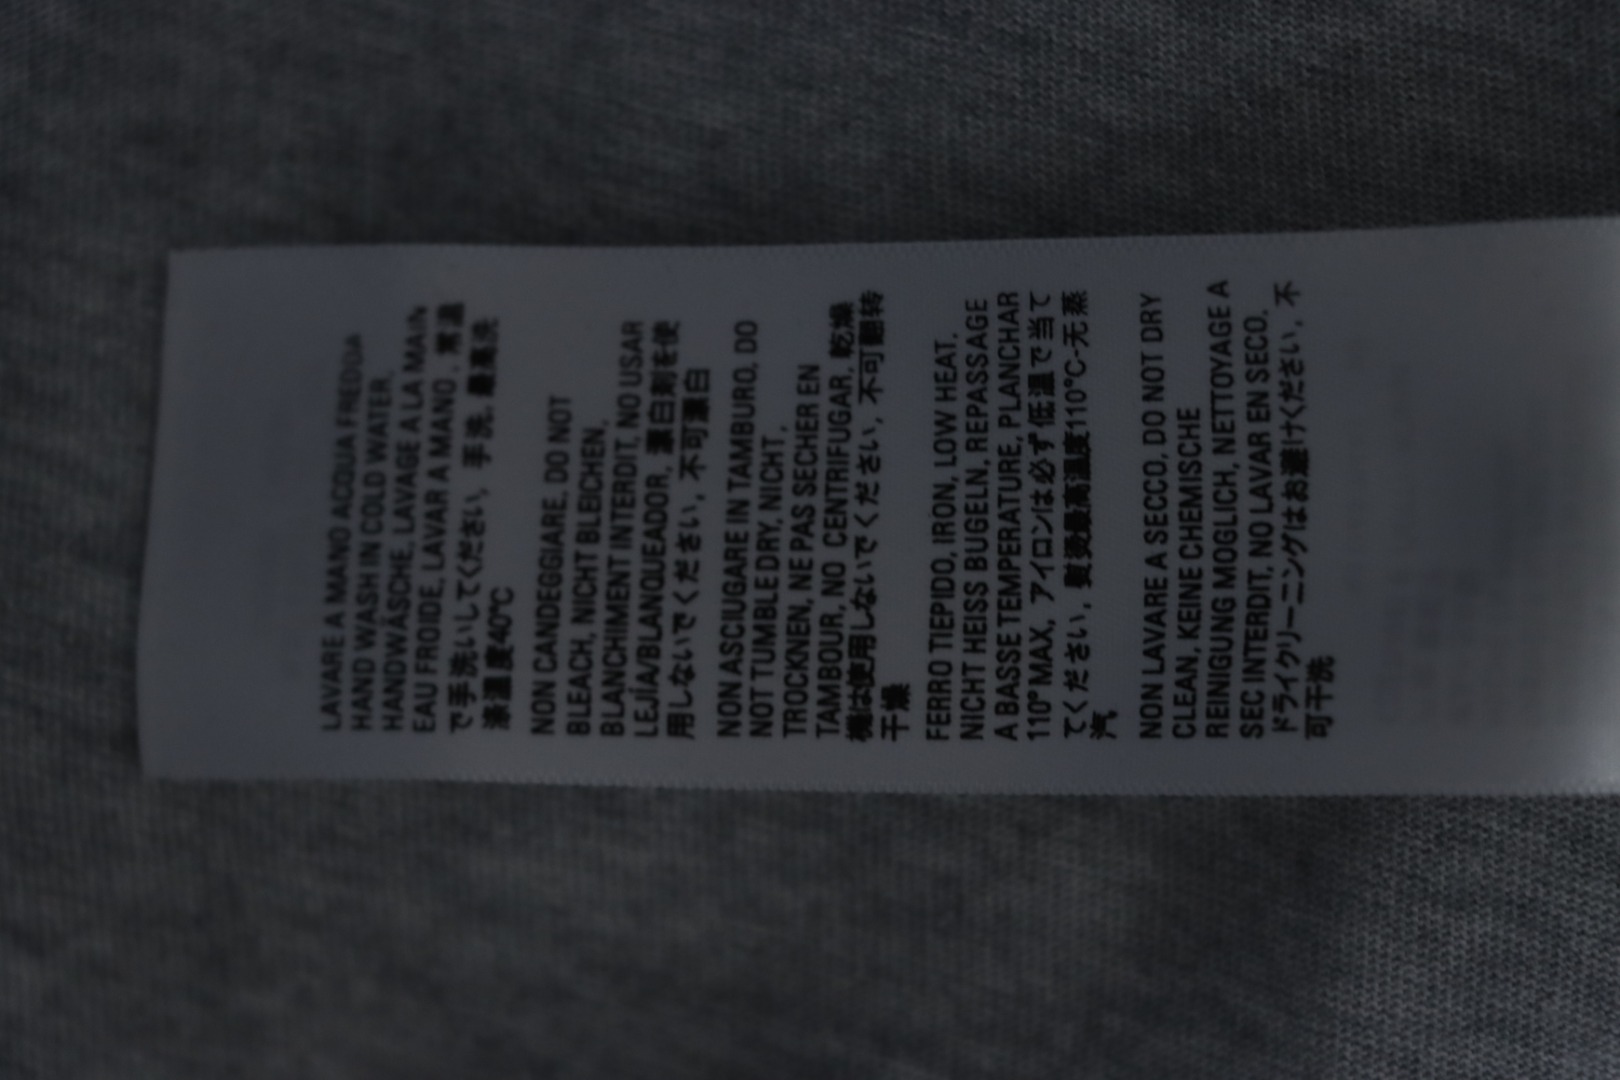 LAVARE A MANO ACQUA FREDDA
HAND WASH IN COLD WATER,
HANDWÄSCHE, LAVAGE A LA MAIN
EAU FROIDE, LAVAR A MANO, 常温
で手洗いしてください, 手洗, 最高洗
涤温度40°C
NON CANDEGGIARE, DO NOT
BLEACH, NICHT BLEICHEN,
BLANCHIMENT INTERDIT, NO USAR
LEJÍA/BLANQUEADOR, 漂白剤を使
用しないでください, 不可漂白
NON ASCIUGARE IN TAMBURO, DO
NOT TUMBLE DRY, NICHT,
TROCKNEN, NE PAS SECHER EN
TAMBOUR, NO CENTRIFUGAR, 乾燥
機は使用しないでください, 不可翻转
干燥
FERRO TIEPIDO, IRON, LOW HEAT,
NICHT HEISS BUGELN, REPASSAGE
A BASSE TEMPERATURE, PLANCHAR
110° MAX, アイロンは必ず低温で当て
てください, 熨烫最高温度110°C-无蒸
汽
NON LAVARE A SECCO, DO NOT DRY
CLEAN, KEINE CHEMISCHE
REINIGUNG MOGLICH, NETTOYAGE A
SEC INTERDIT, NO LAVAR EN SECO,
ドライクリーニングはお避けください, 不
可干洗